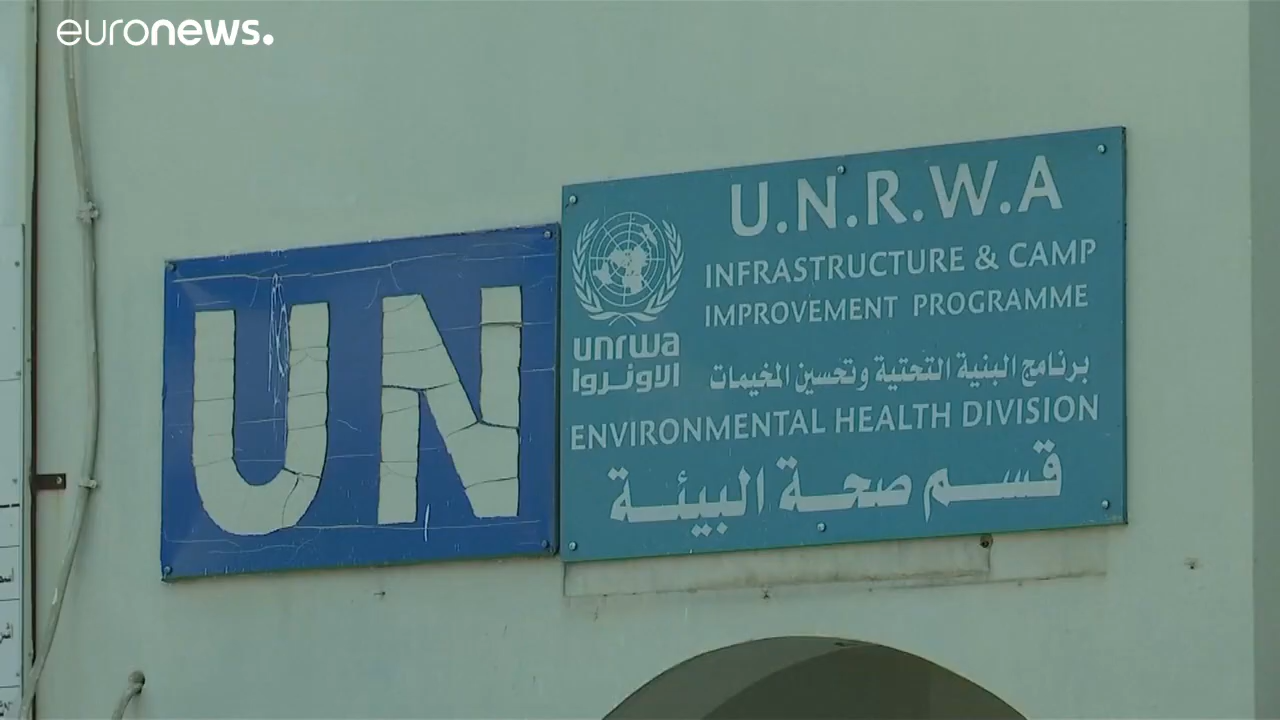 euronews.
UN
U.N.R.W.A
INFRASTRUCTURE & CAMP
IMPROVEMENT PROGRAMME
unrwa
الاونروا
برنامج البنية التحتية وتحسين المخيمات
ENVIRONMENTAL HEALTH DIVISION
قسم صحة البيئة